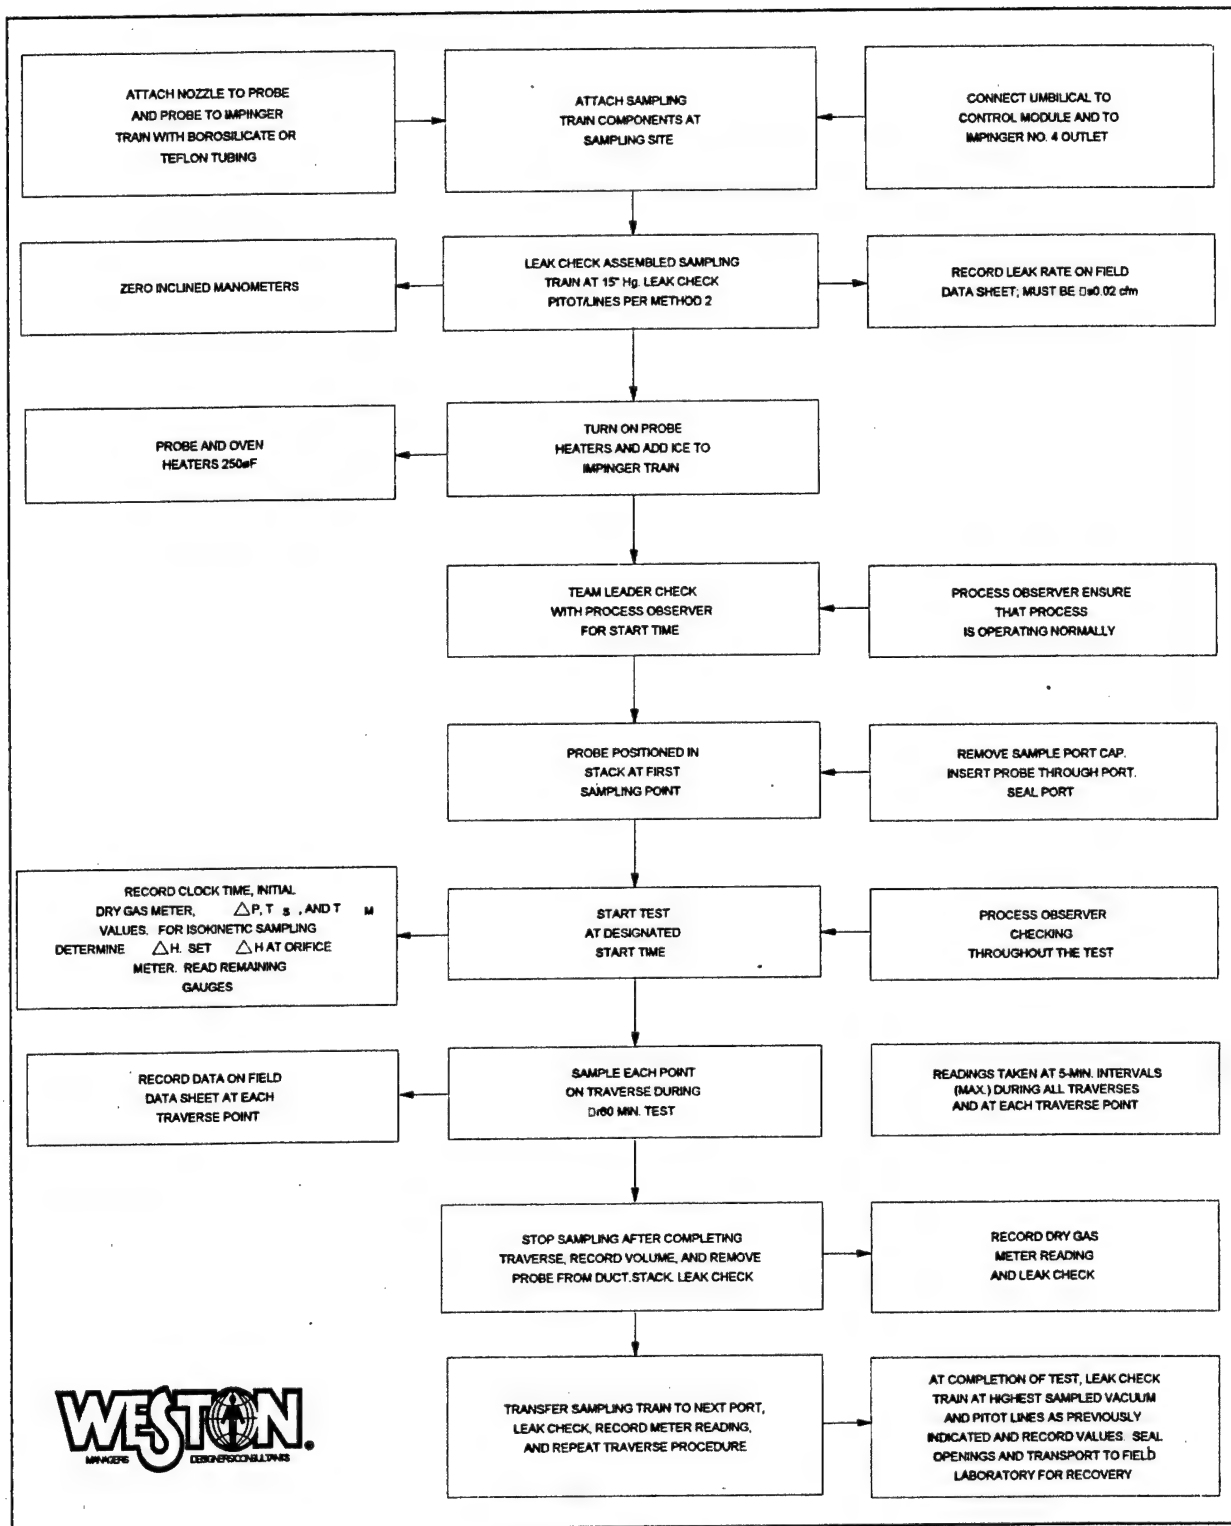 ATTACH NOZZLE TO PROBE
AND PROBE TO IMPINGER
TRAIN WITH BOROSILICATE OR
TEFLON TUBING
ATTACH SAMPLING
TRAIN COMPONENTS AT
SAMPLING SITE
CONNECT UMBILICAL TO
CONTROL MODULE AND TO
IMPINGER NO. 4 OUTLET
ZERO INCLINED MANOMETERS
LEAK CHECK ASSEMBLED SAMPLING
TRAIN AT 15" Hg. LEAK CHECK
PITOT/LINES PER METHOD 2
RECORD LEAK RATE ON FIELD
DATA SHEET; MUST BE □s0.02 cfm
PROBE AND OVEN
HEATERS 250øF
TURN ON PROBE
HEATERS AND ADD ICE TO
IMPINGER TRAIN
TEAM LEADER CHECK
WITH PROCESS OBSERVER
FOR START TIME
PROCESS OBSERVER ENSURE
THAT PROCESS
IS OPERATING NORMALLY
PROBE POSITIONED IN
STACK AT FIRST
SAMPLING POINT
REMOVE SAMPLE PORT CAP.
INSERT PROBE THROUGH PORT.
SEAL PORT
RECORD CLOCK TIME, INITIAL
DRY GAS METER, △P, T S , AND T M
VALUES. FOR ISOKINETIC SAMPLING
DETERMINE △H. SET △H AT ORIFICE
METER. READ REMAINING
GAUGES
START TEST
AT DESIGNATED
START TIME
PROCESS OBSERVER
CHECKING
THROUGHOUT THE TEST
RECORD DATA ON FIELD
DATA SHEET AT EACH
TRAVERSE POINT
SAMPLE EACH POINT
ON TRAVERSE DURING
□r60 MIN. TEST
READINGS TAKEN AT 5-MIN. INTERVALS
(MAX.) DURING ALL TRAVERSES
AND AT EACH TRAVERSE POINT
STOP SAMPLING AFTER COMPLETING
TRAVERSE, RECORD VOLUME, AND REMOVE
PROBE FROM DUCT.STACK. LEAK CHECK
RECORD DRY GAS
METER READING
AND LEAK CHECK
TRANSFER SAMPLING TRAIN TO NEXT PORT,
LEAK CHECK, RECORD METER READING,
AND REPEAT TRAVERSE PROCEDURE
AT COMPLETION OF TEST, LEAK CHECK
TRAIN AT HIGHEST SAMPLED VACUUM
AND PITOT LINES AS PREVIOUSLY
INDICATED AND RECORD VALUES. SEAL
OPENINGS AND TRANSPORT TO FIELD
LABORATORY FOR RECOVERY
WESTON®
MANAGERS DESIGNERS/CONSULTANTS